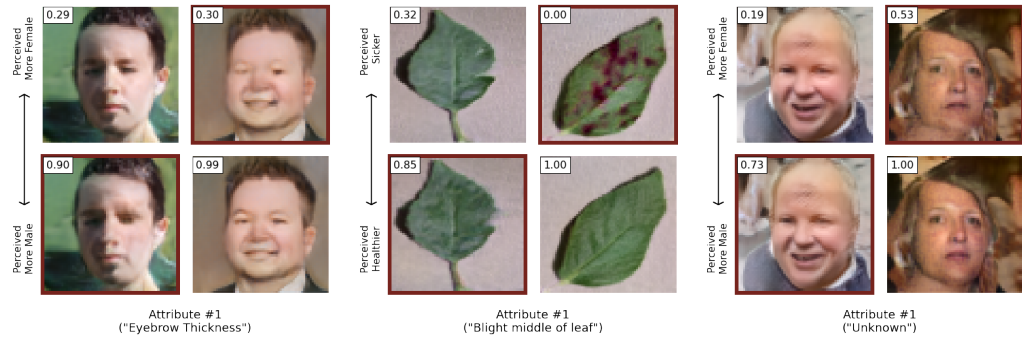 Perceived
More Female
0.29
0.30
Perceived
More Male
0.90
0.99
Attribute #1
("Eyebrow Thickness")
Perceived
Sicker
0.32
0.00
Perceived
Healthier
0.85
1.00
Attribute #1
("Blight middle of leaf")
Perceived
More Female
0.19
0.53
Perceived
More Male
0.73
1.00
Attribute #1
("Unknown")